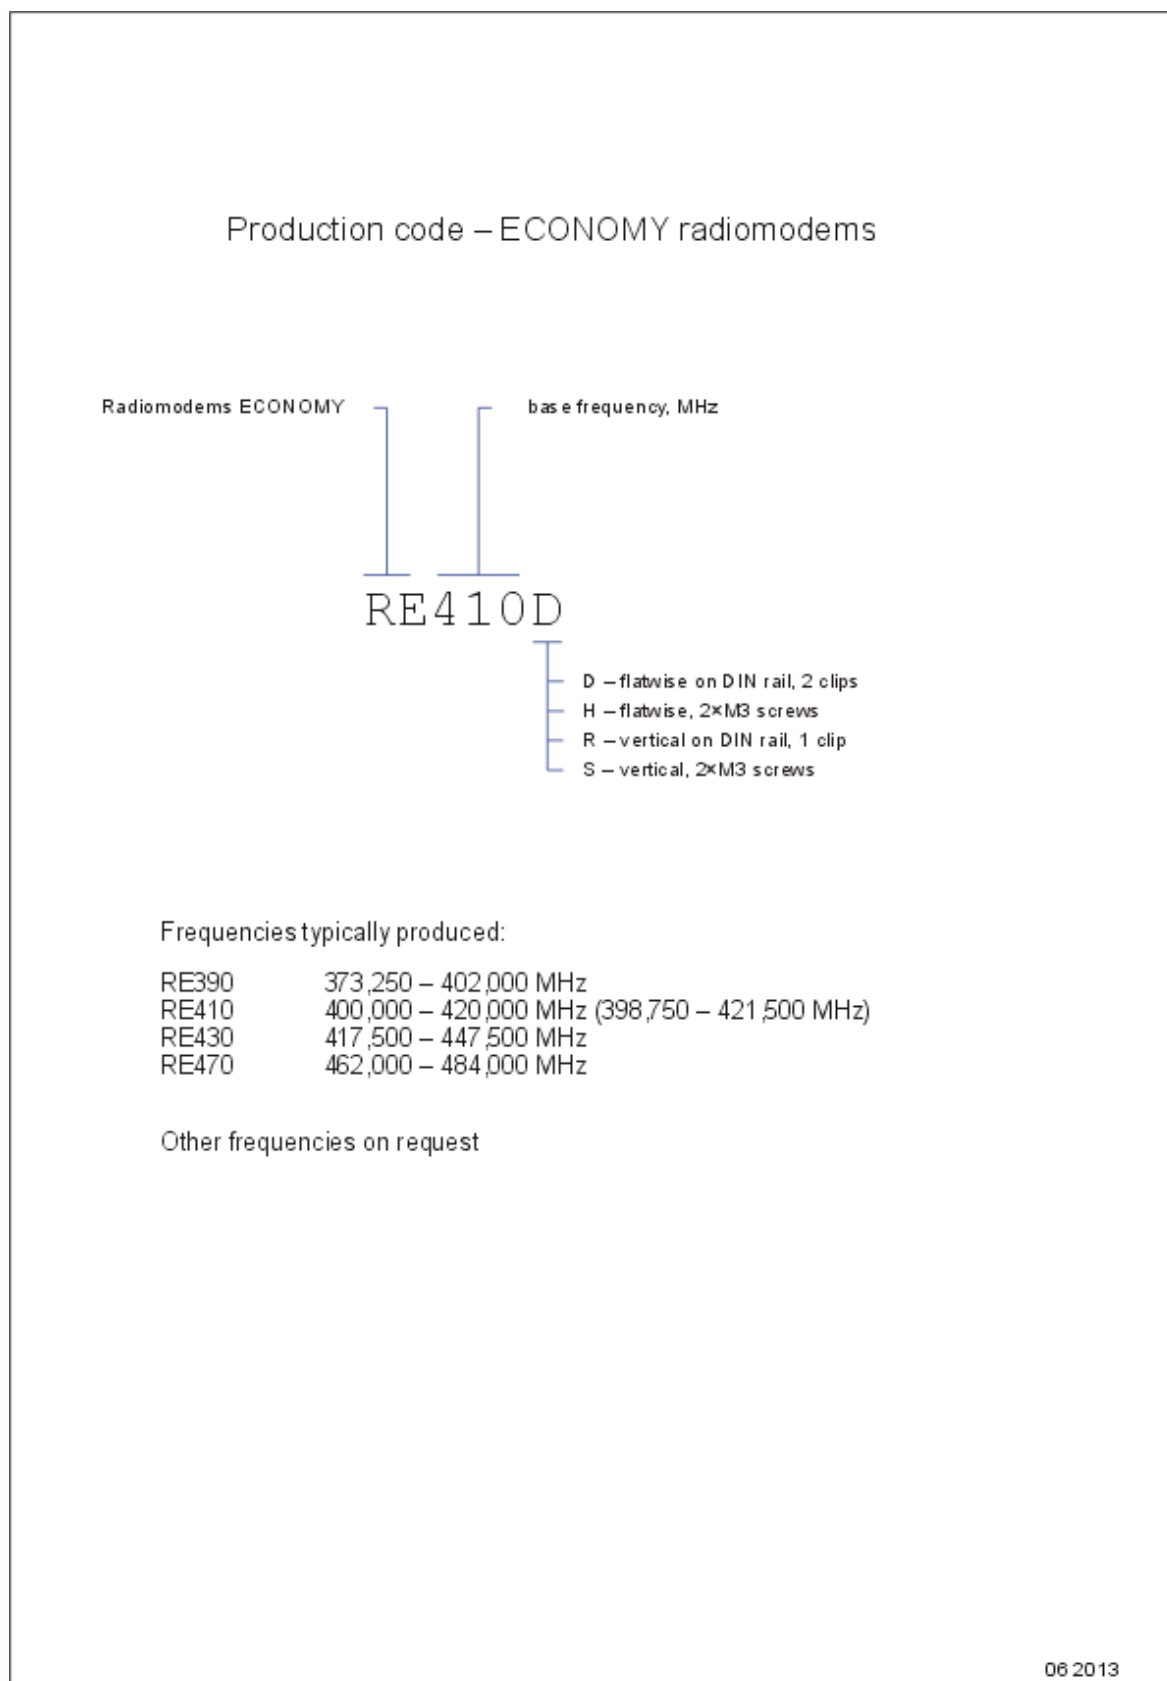 Production code – ECONOMY radiomodems
Radiomodems ECONOMY
base frequency, MHz
RE410D
D – flatwise on DIN rail, 2 clips
H – flatwise, 2×M3 screws
R – vertical on DIN rail, 1 clip
S – vertical, 2×M3 screws
Frequencies typically produced:
RE390 373,250 – 402,000 MHz
RE410 400,000 – 420,000 MHz (398,750 – 421,500 MHz)
RE430 417,500 – 447,500 MHz
RE470 462,000 – 484,000 MHz
Other frequencies on request
06 2013